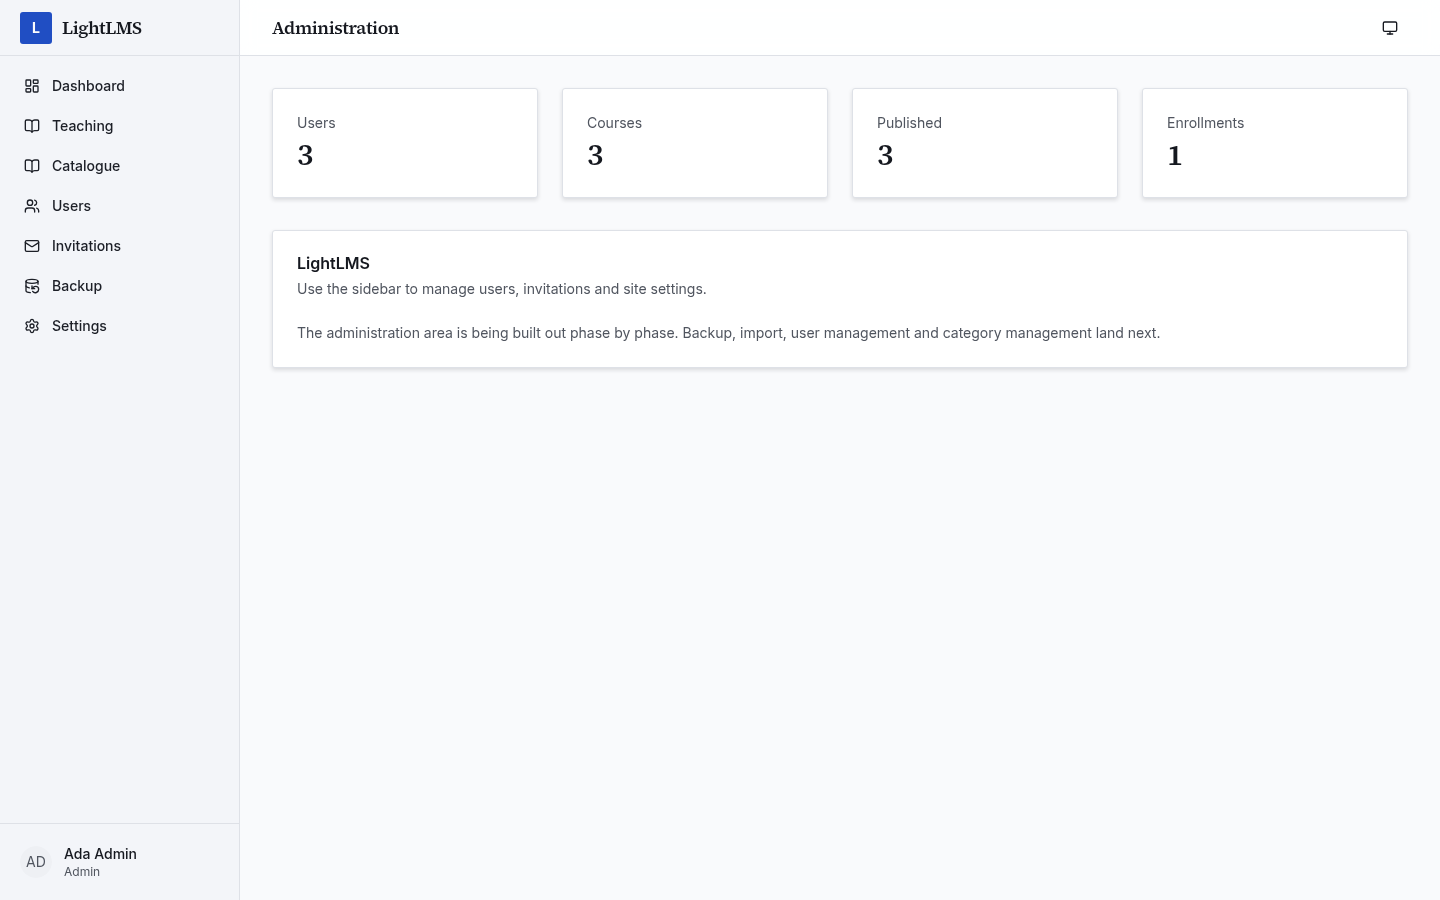 L LightLMS
Administration
Dashboard
Teaching
Catalogue
Users
Invitations
Backup
Settings
Users
3
Courses
3
Published
3
Enrollments
1
LightLMS
Use the sidebar to manage users, invitations and site settings.
The administration area is being built out phase by phase. Backup, import, user management and category management land next.
AD
Ada Admin
Admin